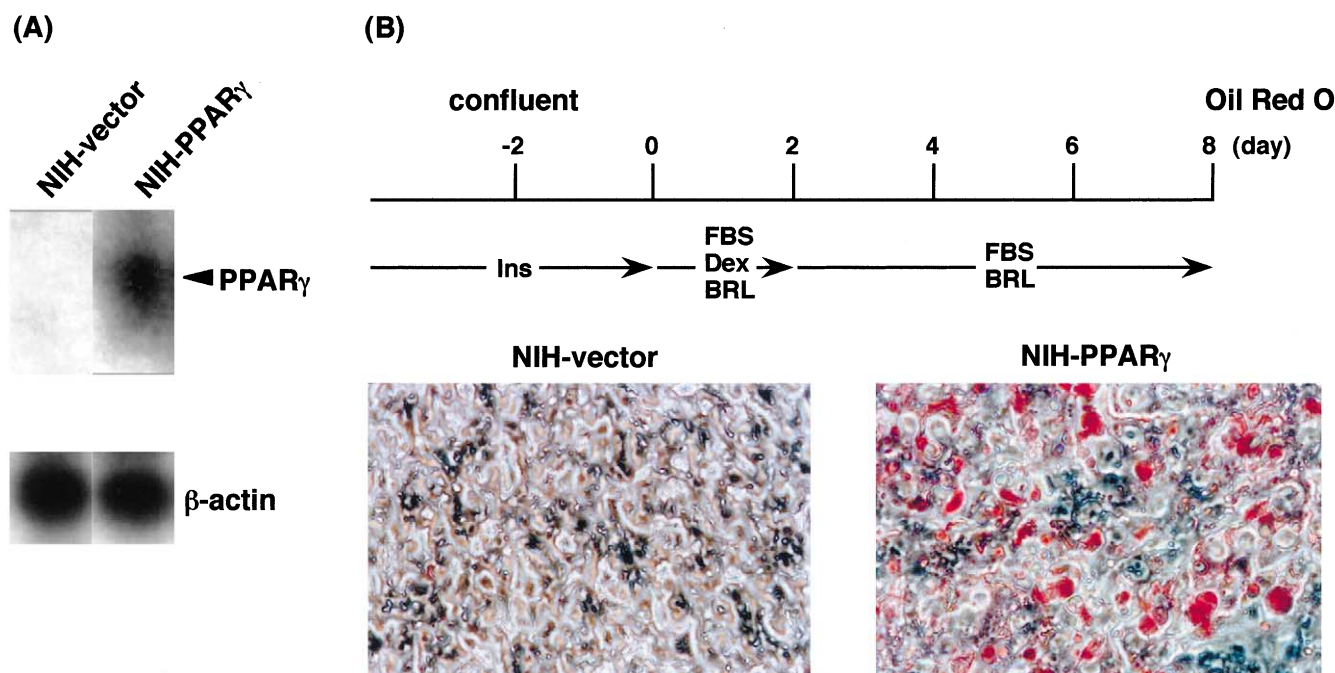 (A)
NIH-vector
NIH-PPARγ
PPARγ
β-actin
(B)
confluent
Oil Red O
-2 0 2 4 6 8 (day)
Ins
FBS
Dex
BRL
FBS
BRL
NIH-vector
NIH-PPARγ